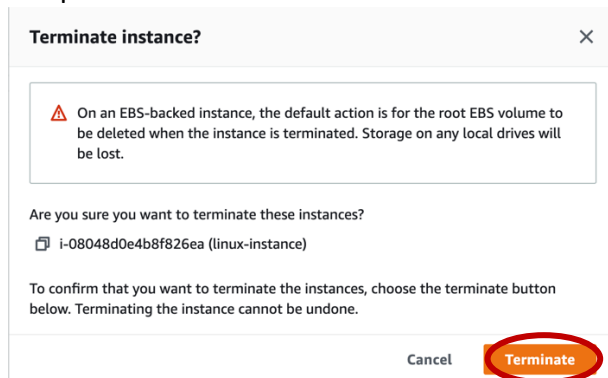 Terminate instance?
On an EBS-backed instance, the default action is for the root EBS volume to
be deleted when the instance is terminated. Storage on any local drives will
be lost.
Are you sure you want to terminate these instances?
i-08048d0e4b8f826ea (linux-instance)
To confirm that you want to terminate the instances, choose the terminate button
below. Terminating the instance cannot be undone.
Cancel Terminate